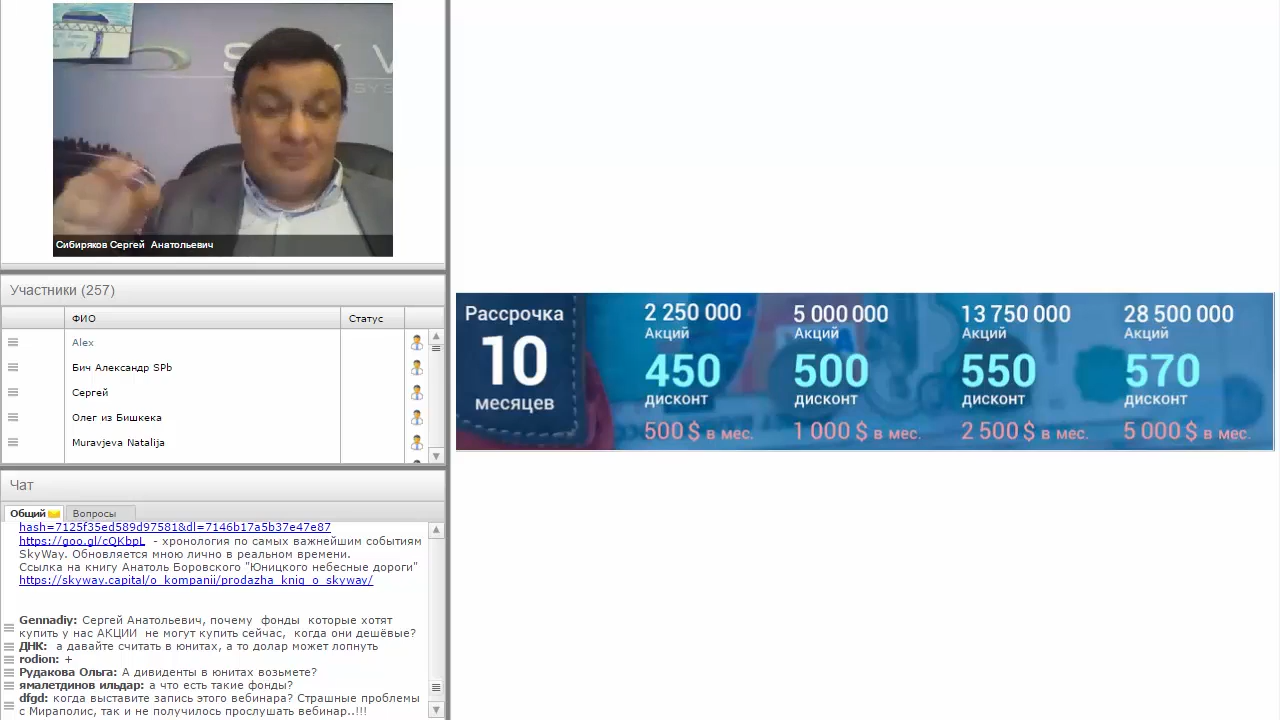 S
V
Сибиряков Сергей Анатольевич
Участники (257)
ФИО
Статус
Alex
Бич Александр SPb
Сергей
Олег из Бишкека
Muravjeva Natalija
Чат
Общий
Вопросы
hash=7125f35ed589d97581&dl=7146b17a5b37e47e87
https://goo.gl/cQKbpL - хронология по самых важнейшим событиям
SkyWay. Обновляется мною лично в реальном времени.
Ссылка на книгу Анатоль Боровского "Юницкого небесные дороги"
https://skyway.capital/o_kompanii/prodazha_knig_o_skyway/
Gennadiy: Сергей Анатольевич, почему фонды которые хотят
купить у нас АКЦИИ не могут купить сейчас, когда они дешёвые?
ДНК: а давайте считать в юнитах, а то долар может лопнуть
rodion: +
Рудакова Ольга: А дивиденты в юнитах возьмете?
ямалетдинов ильдар: а что есть такие фонды?
dfgd: когда выставите запись этого вебинара? Страшные проблемы
с Мираполис, так и не получилось прослушать вебинар..!!!
Рассрочка
10
месяцев
2 250 000
Акций
450
дисконт
500 $ в мес.
5 000 000
Акций
500
дисконт
1 000 $ в мес.
13 750 000
Акций
550
дисконт
2 500 $ в мес.
28 500 000
Акций
570
дисконт
5 000 $ в мес.